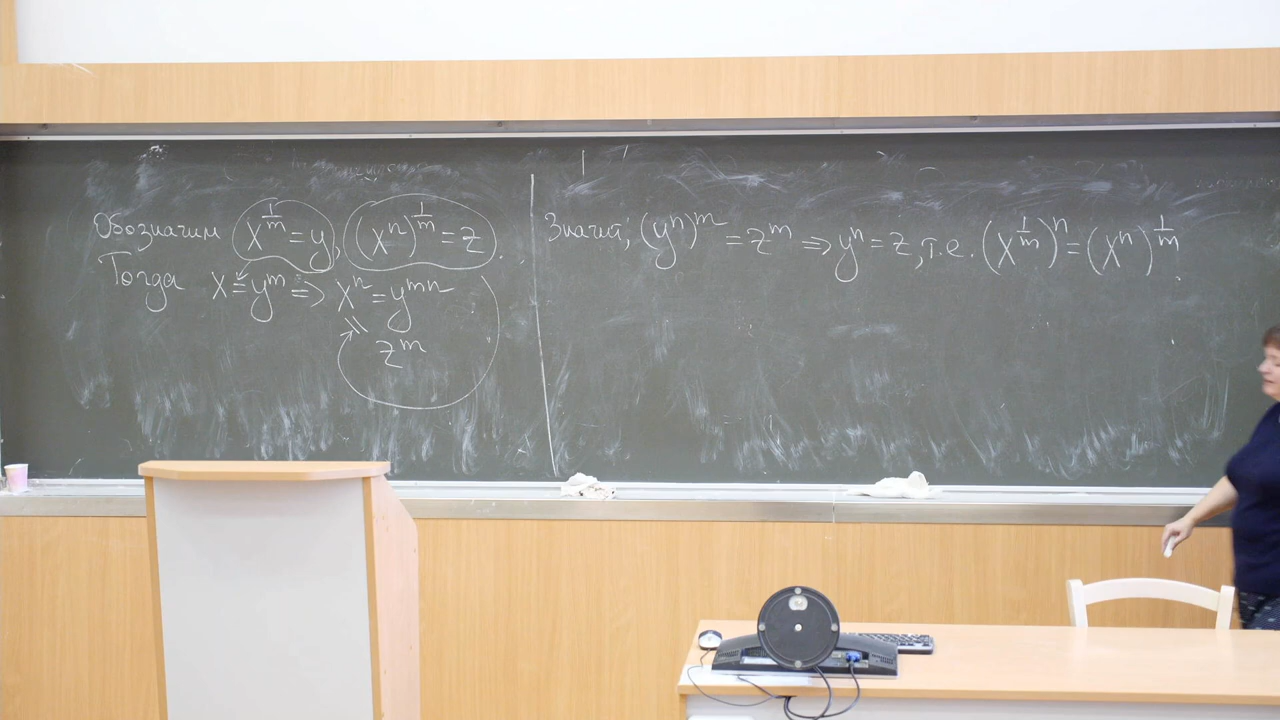 Обозначим x^{1/m} = y, (x^n)^{1/m} = z.
Тогда x = y^m ⇒ x^n = y^{mn}
z^m
Значит, (y^n)^m = z^m ⇒ y^n = z, т.е. (x^{1/m})^n = (x^n)^{1/m}.